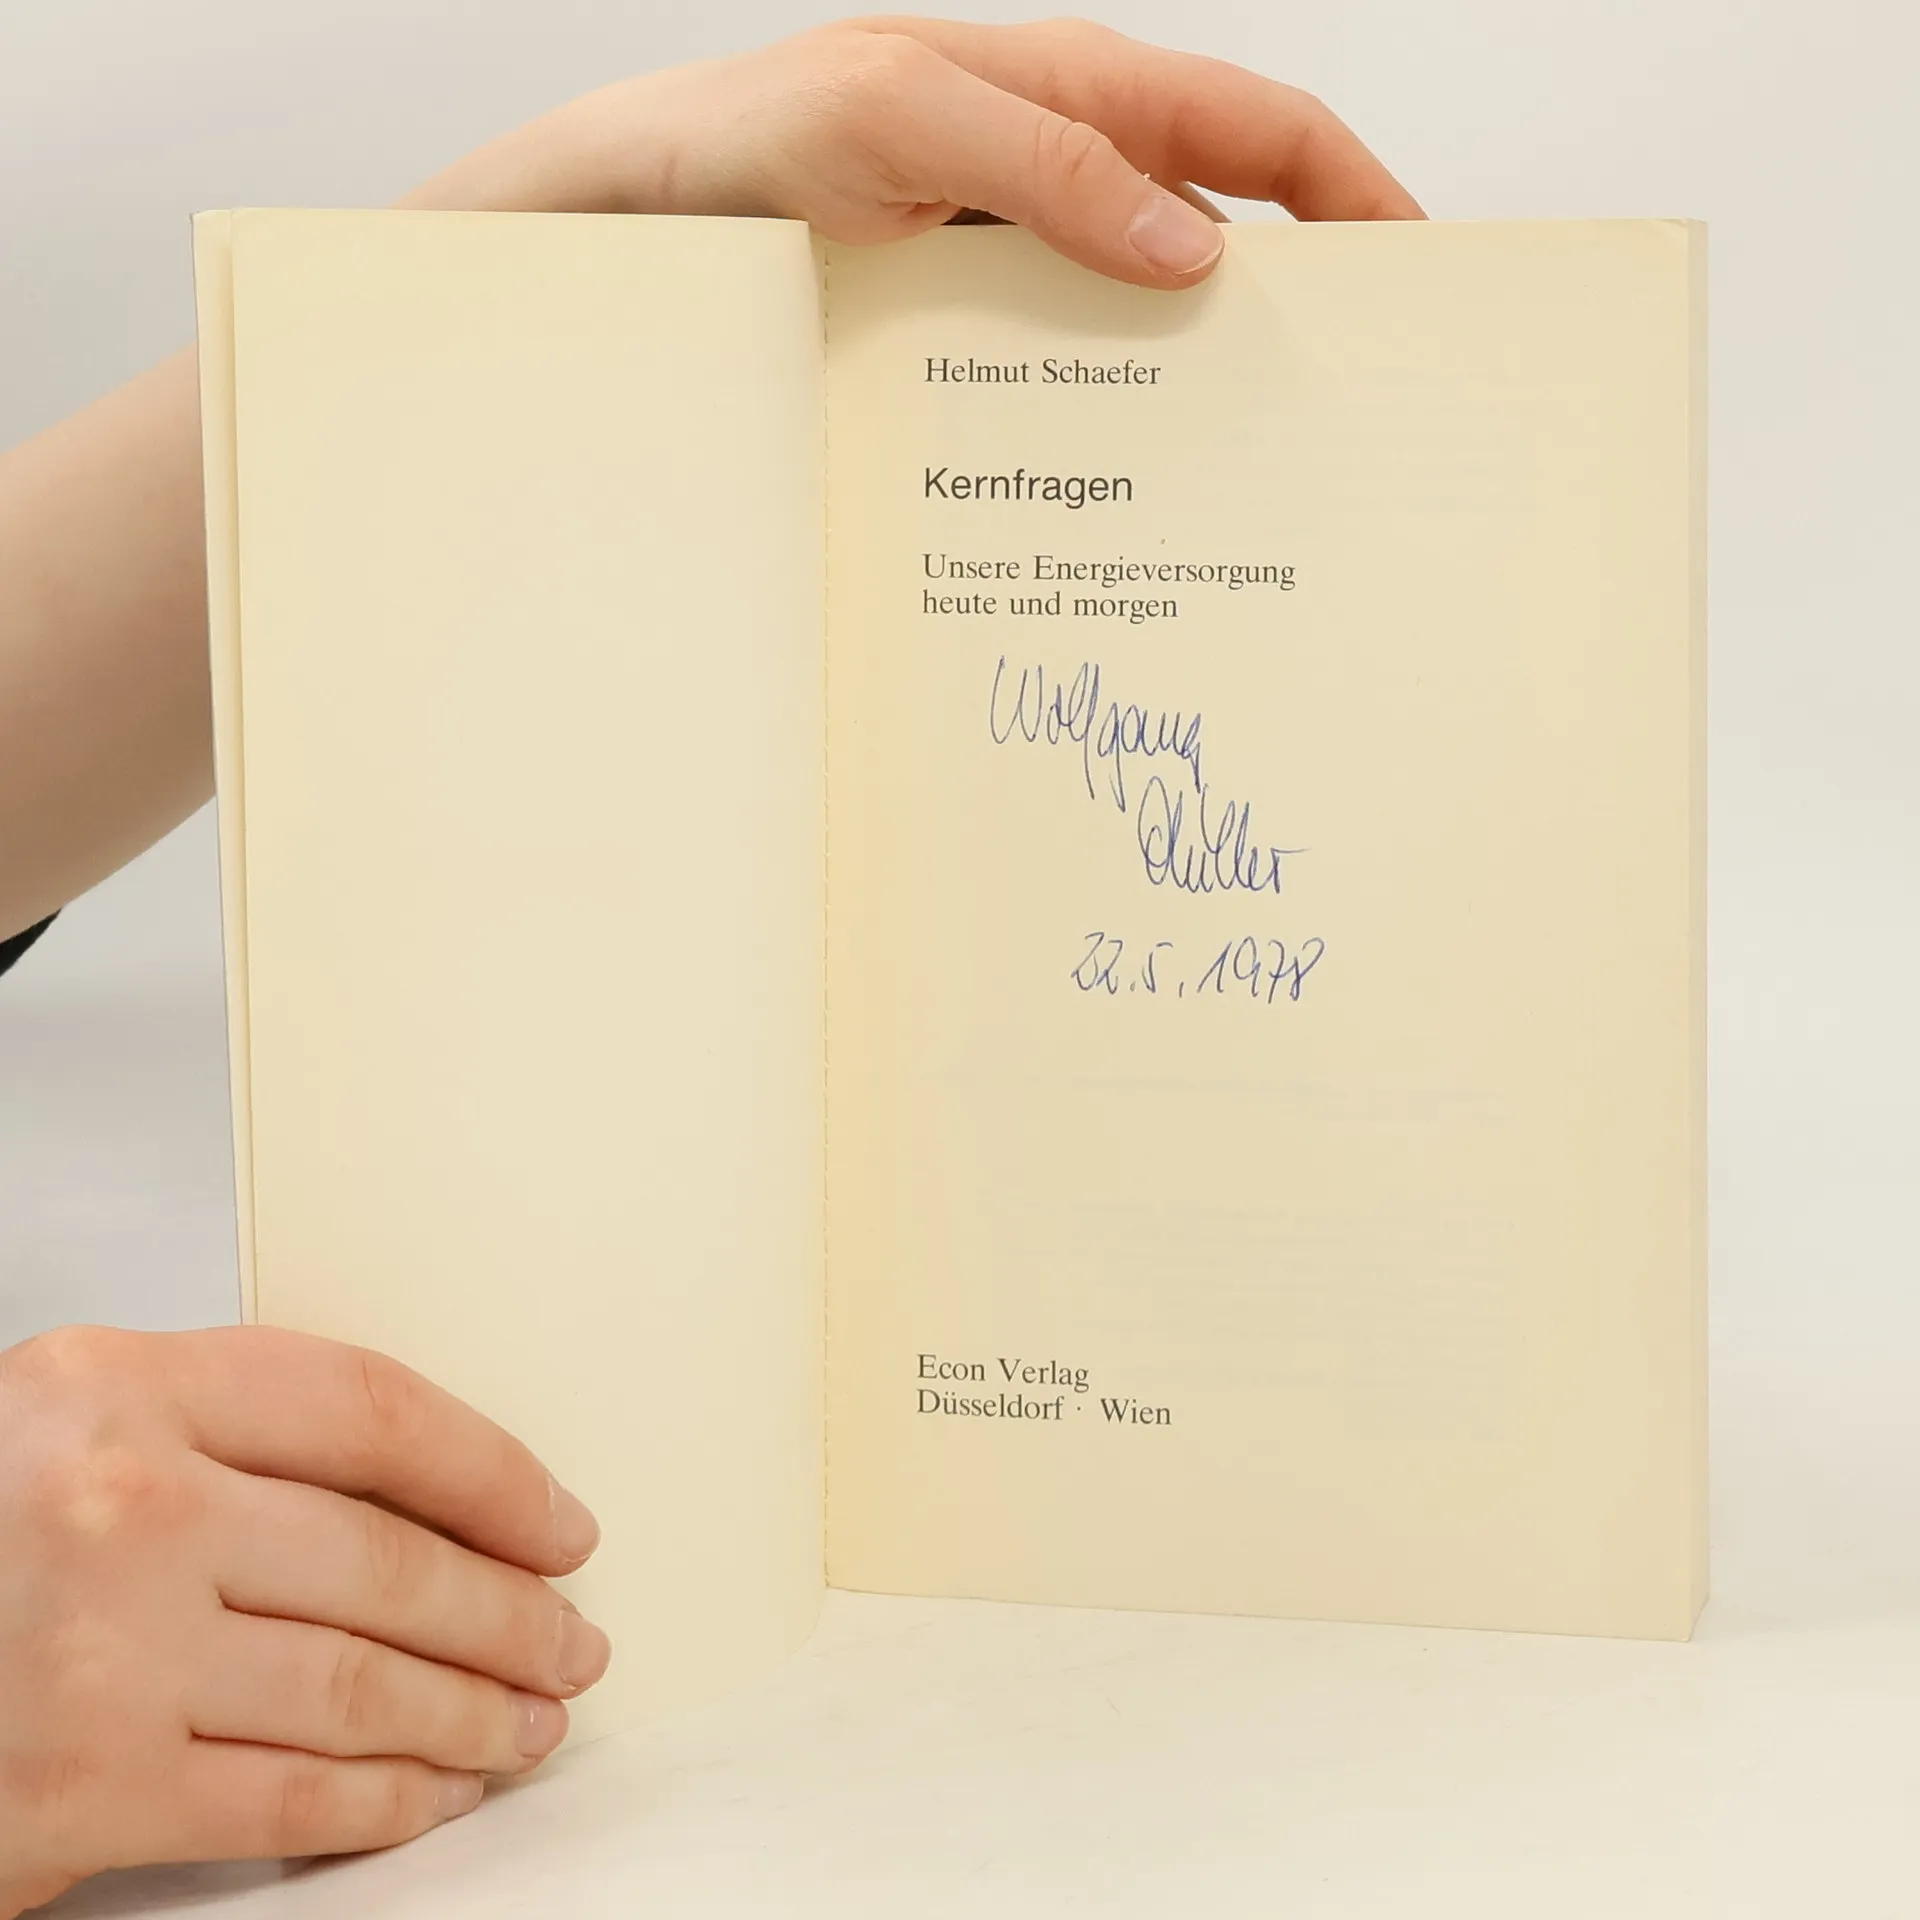 Helmut Schaefer
Kernfragen
Unsere Energieversorgung
heute und morgen
Wolfgang
22.5.1978
Econ Verlag
Düsseldorf · Wien